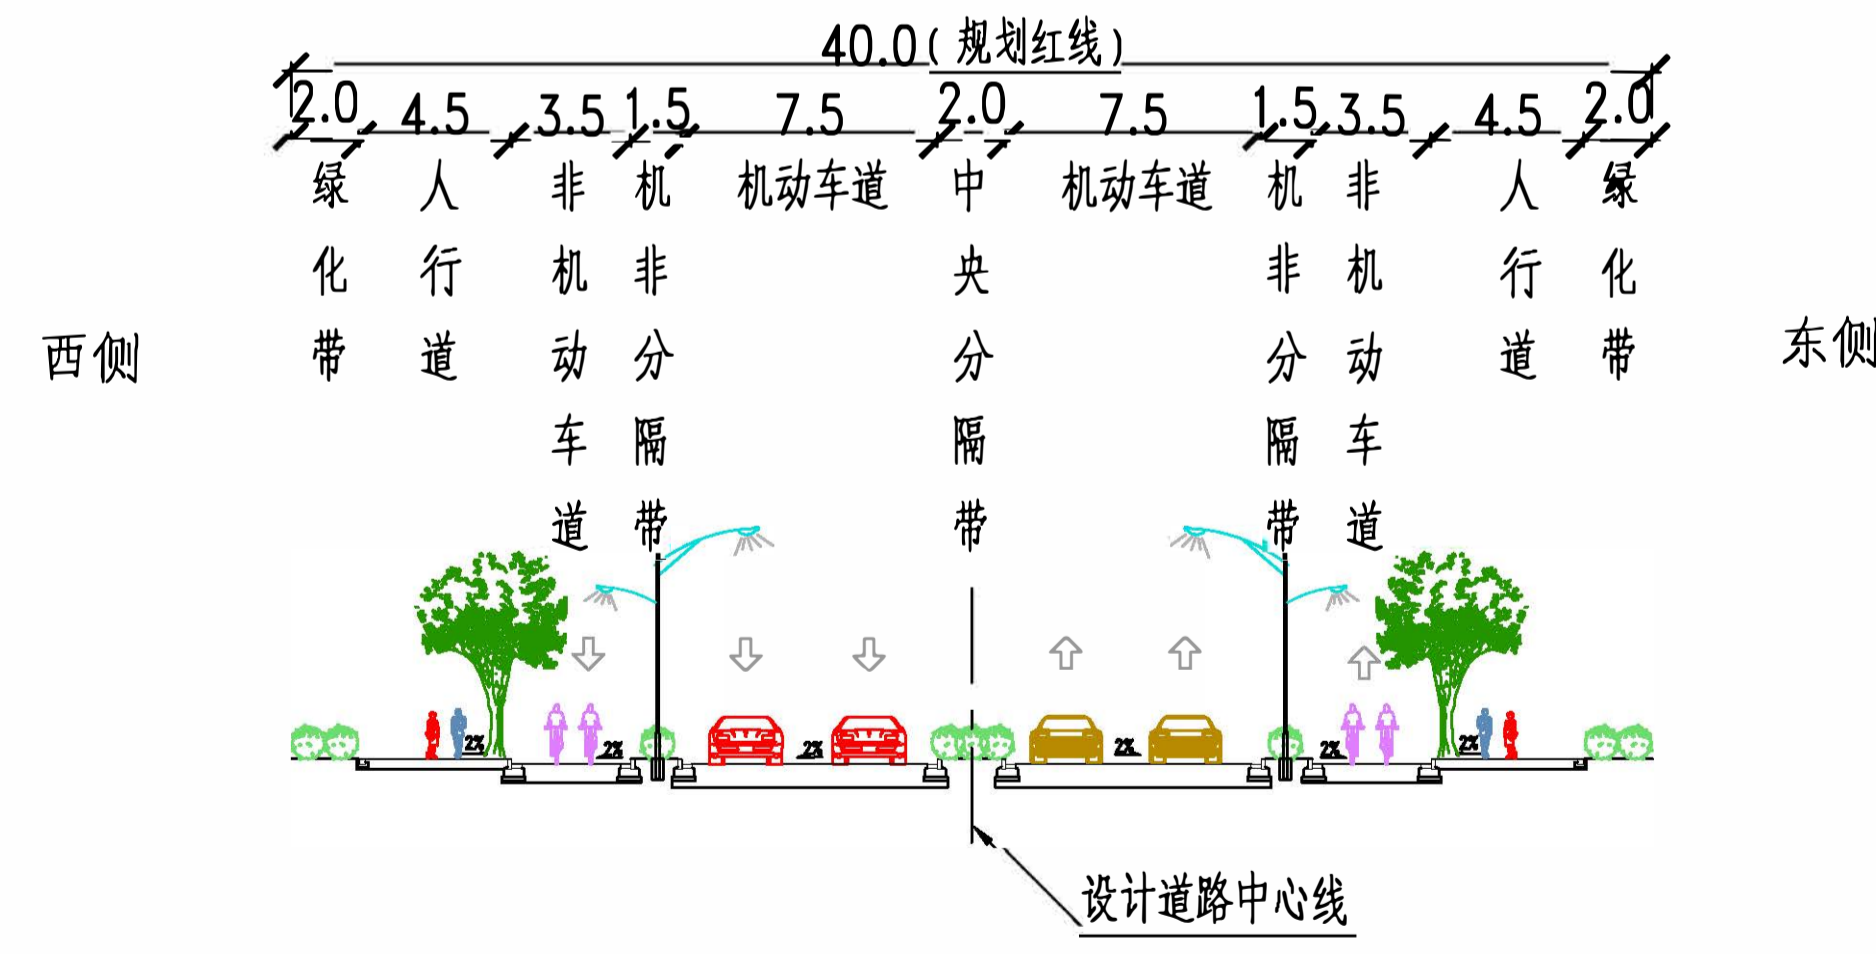 40.0(规划红线)
2.0 4.5 3.5 1.5 7.5 2.0 7.5 1.5 3.5 4.5 2.0
绿化带
人行道
非机动车道
机非分隔带
机动车道
中央分隔带
机动车道
机非分隔带
非机动车道
人行道
绿化带
西侧
东侧
2% 2% 2% 2% 2% 2%
设计道路中心线